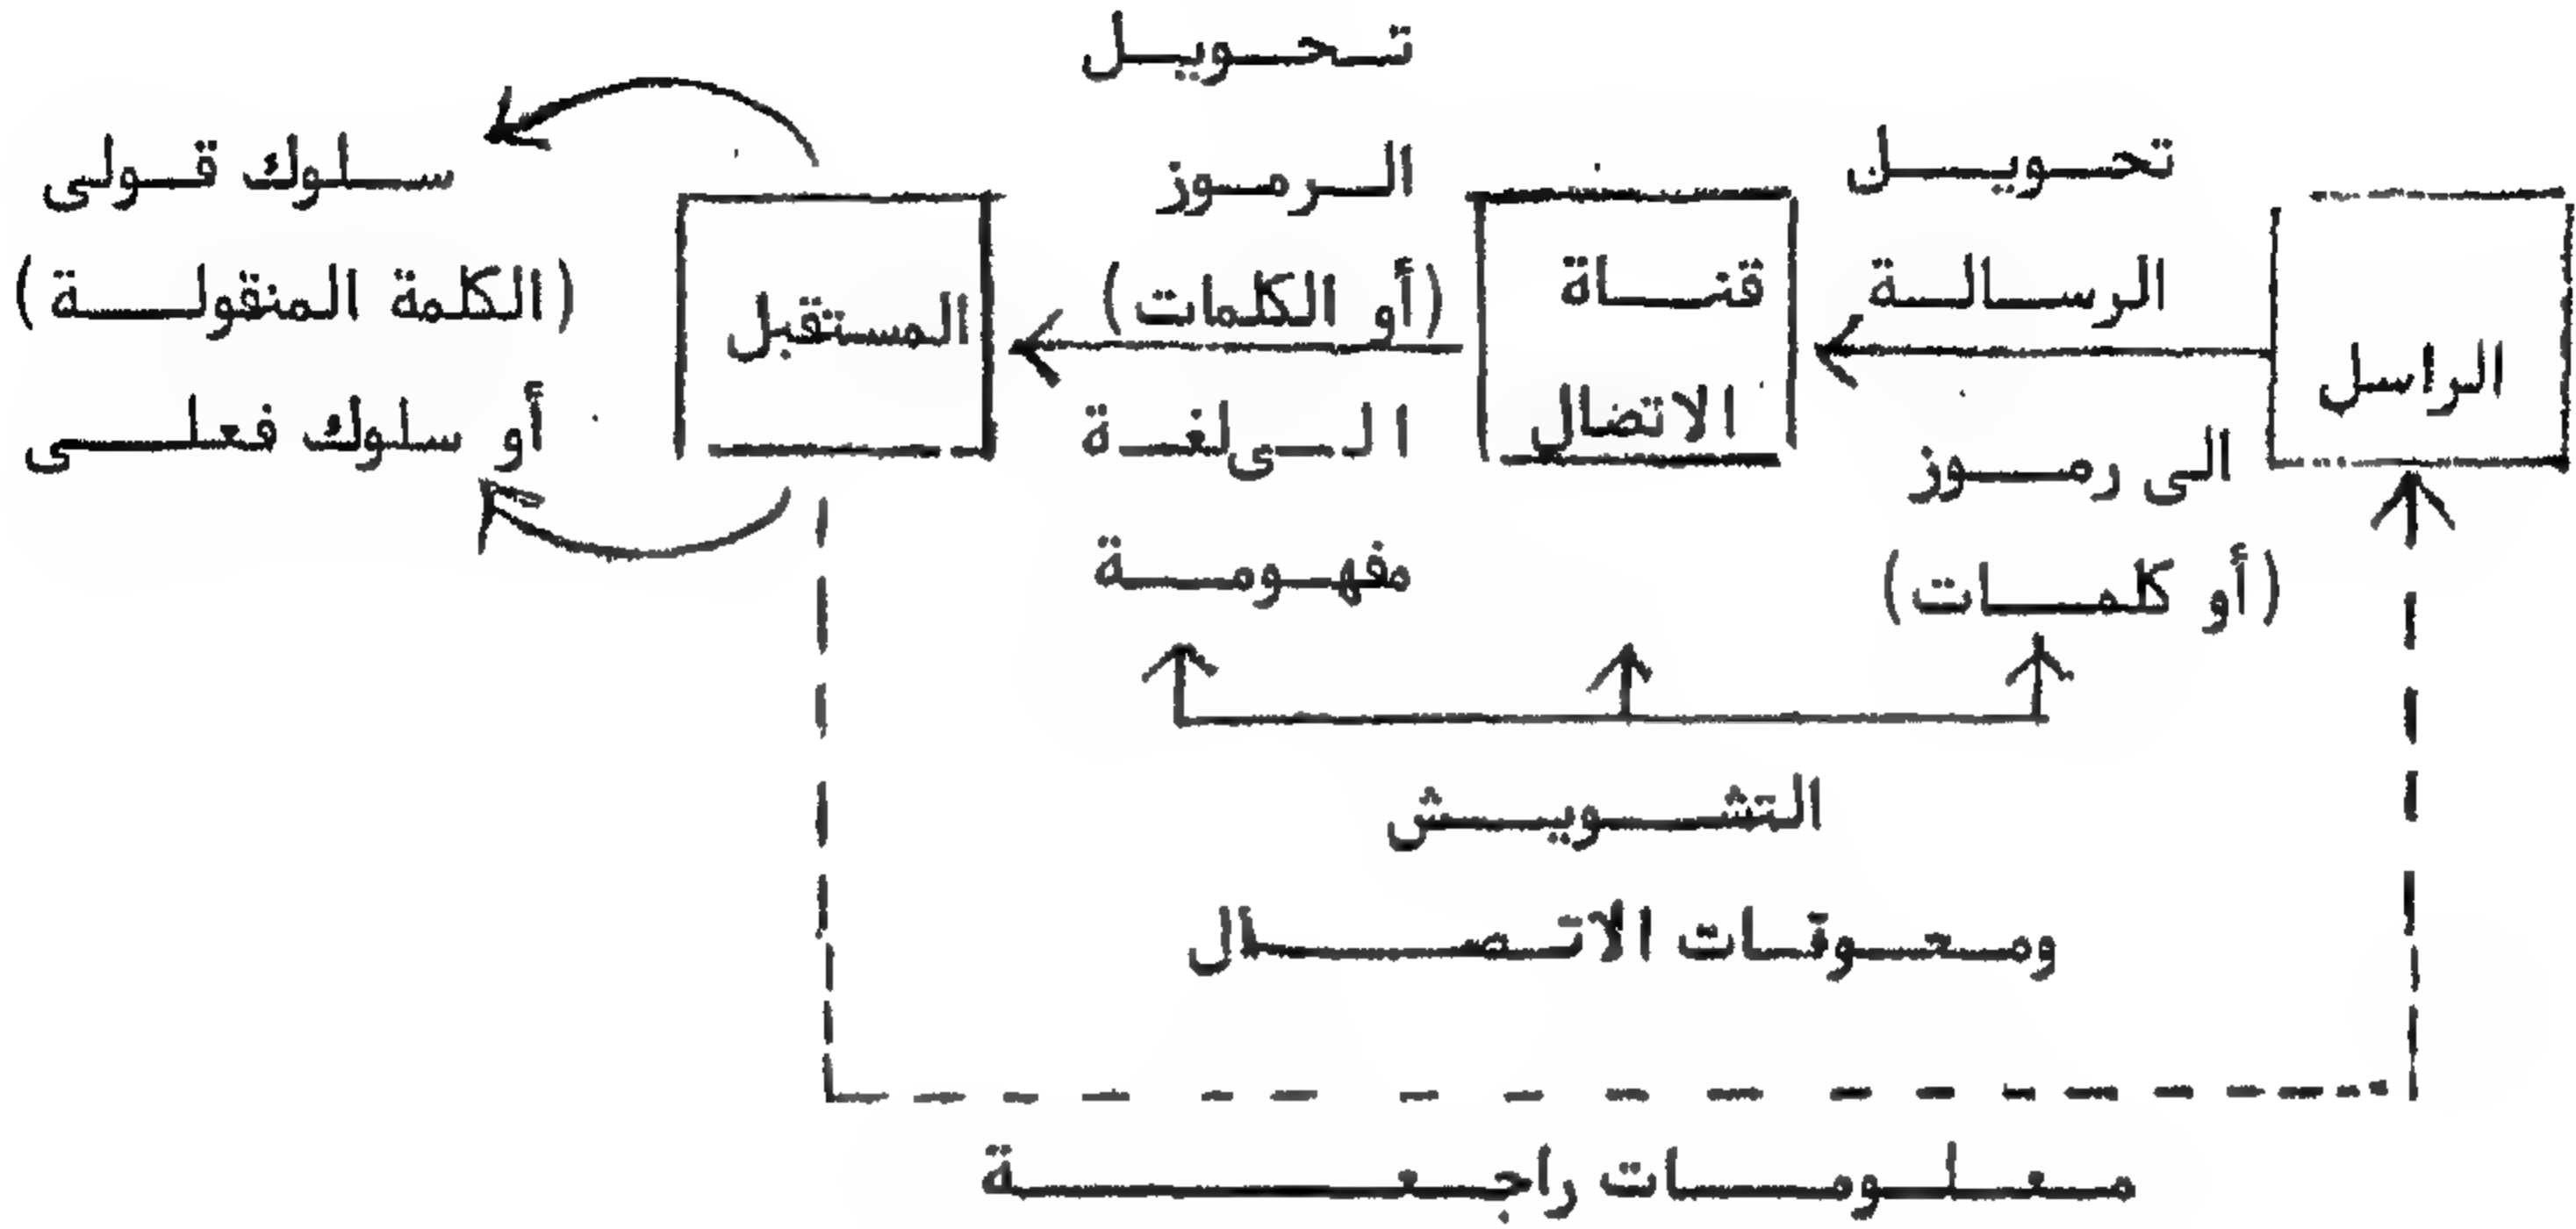 الراسل
تحويل
الرسالة
الى رموز
(أو كلمات)
قناة
الاتضال
تحويل
الرموز
(أو الكلمات)
الى لغة
مفهومة
المستقبل
سلوك قولى
(الكلمة المنقولة)
أو سلوك فعلى
التشويش
ومعوقات الاتصال
معلومات راجعة